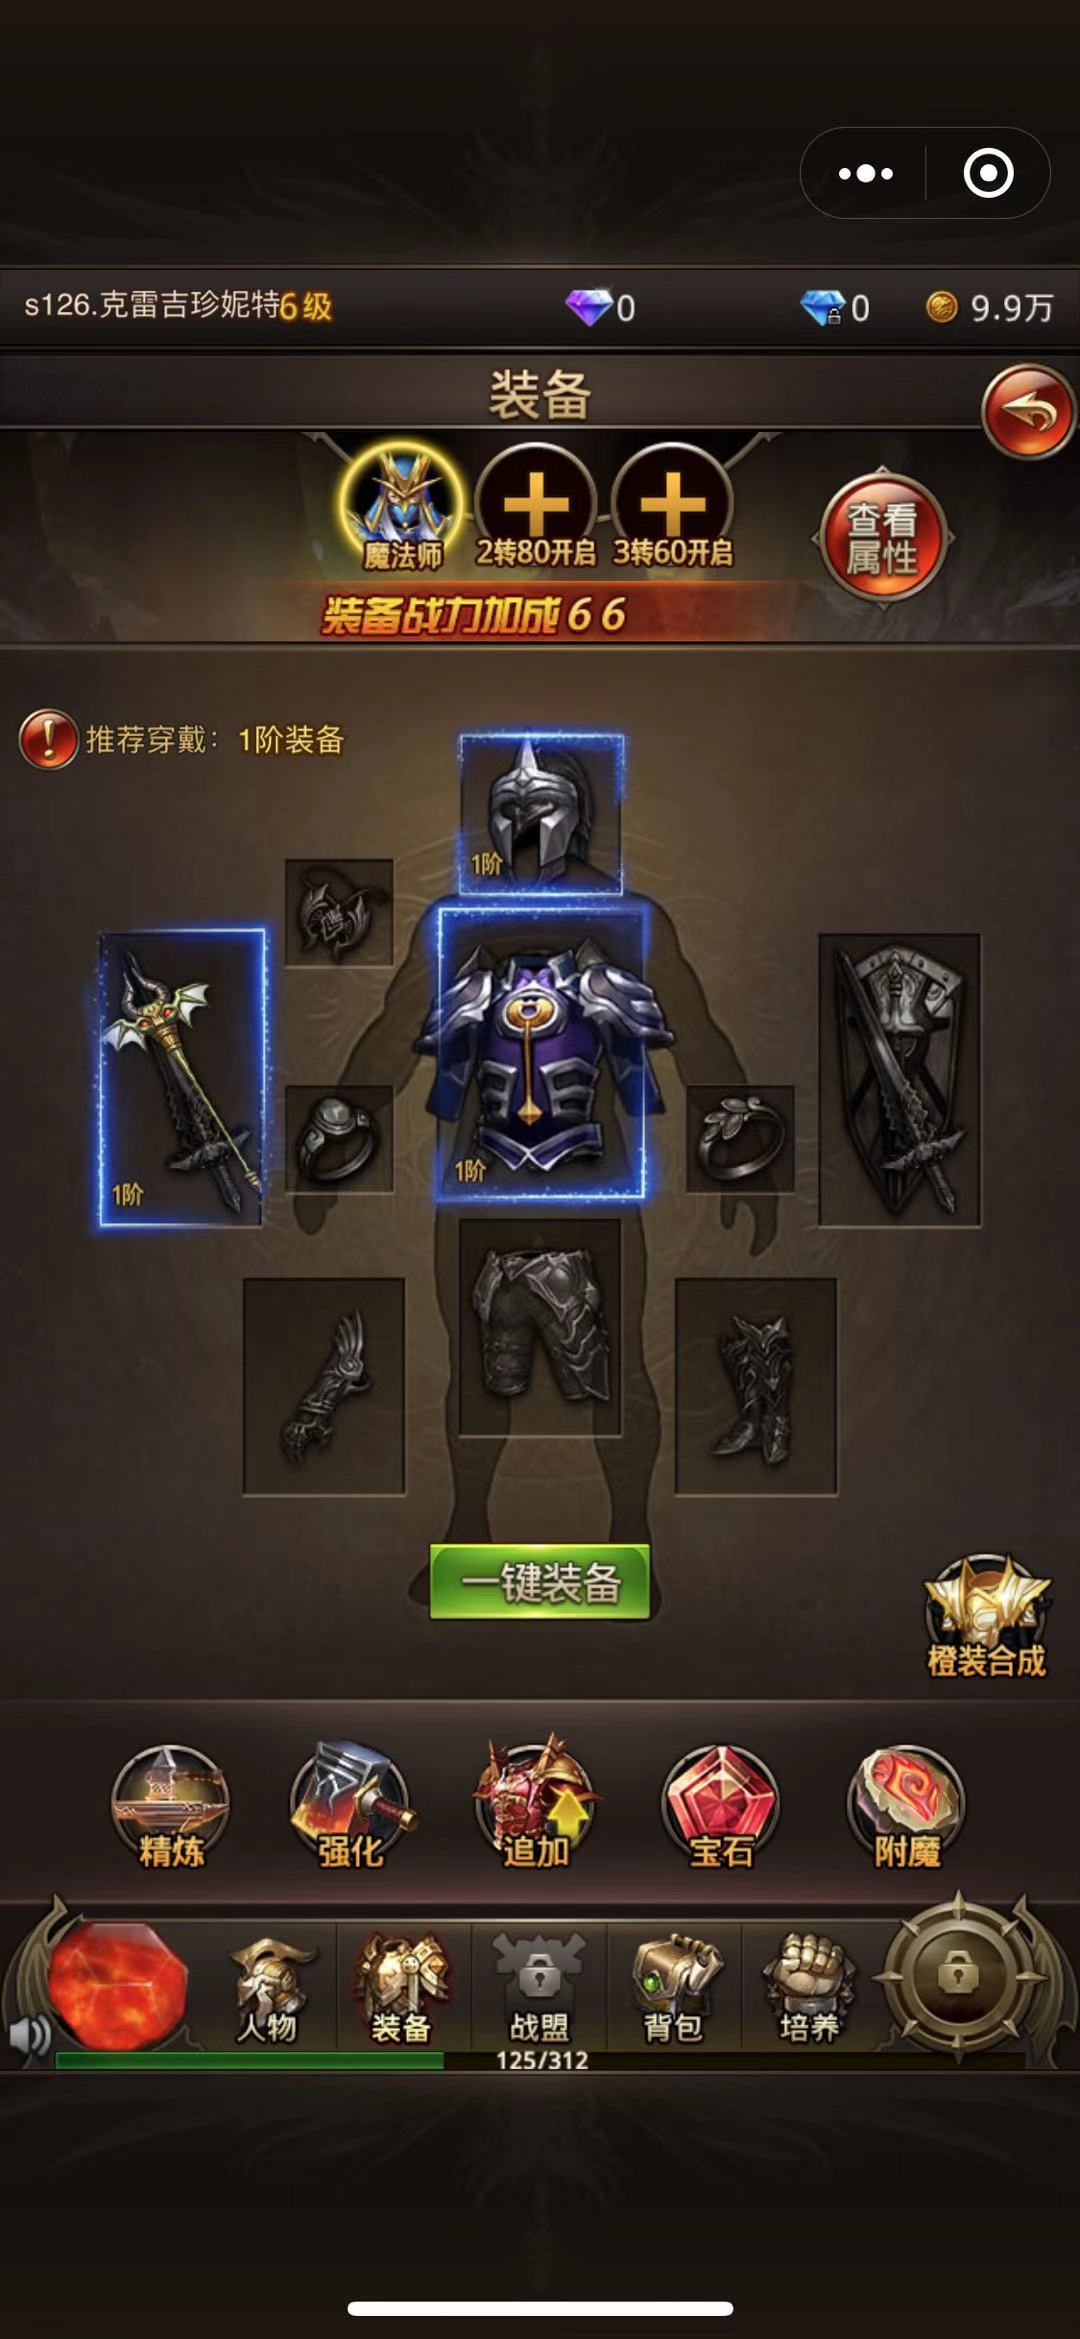 s126.克雷吉珍妮特6级 0 0 9.9万
装备
查看
属性
魔法师 2转80开启 3转60开启
装备战力加成66
推荐穿戴： 1阶装备
1阶
1阶
1阶
一键装备
橙装合成
精炼 强化 追加 宝石 附魔
人物 装备 战盟 背包 培养
125/312